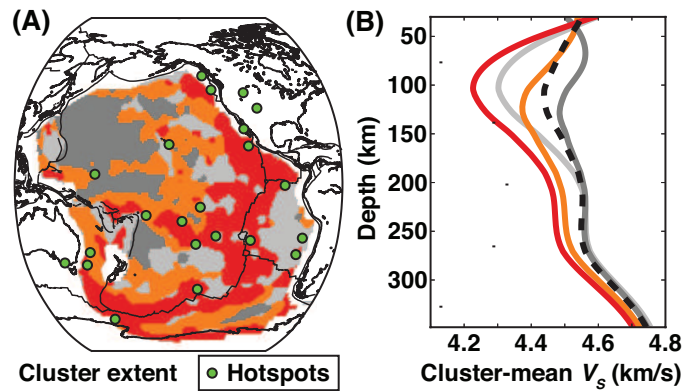 (A)
Cluster extent
Hotspots
(B)
50
100
150
200
250
300
Depth (km)
4.2
4.4
4.6
4.8
Cluster-mean Vs (km/s)